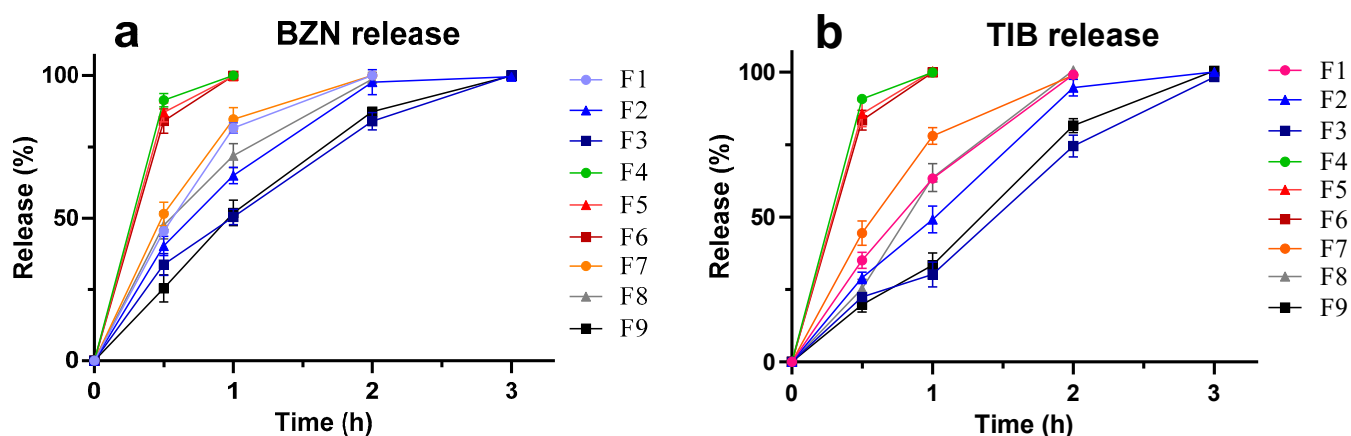 a
BZN release
Release (%)
100
50
0
0
1
2
3
Time (h)
F1
F2
F3
F4
F5
F6
F7
F8
F9
b
TIB release
Release (%)
100
50
0
0
1
2
3
Time (h)
F1
F2
F3
F4
F5
F6
F7
F8
F9